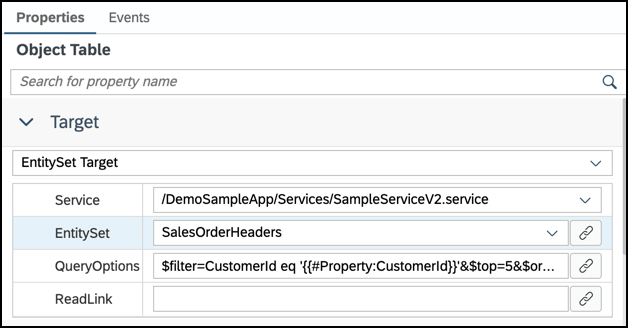 Properties Events
Object Table
Search for property name
Target
EntitySet Target
Service /DemoSampleApp/Services/SampleServiceV2.service
EntitySet SalesOrderHeaders
QueryOptions $filter=CustomerId eq '{{#Property:CustomerId}}'&$top=5&$or...
ReadLink